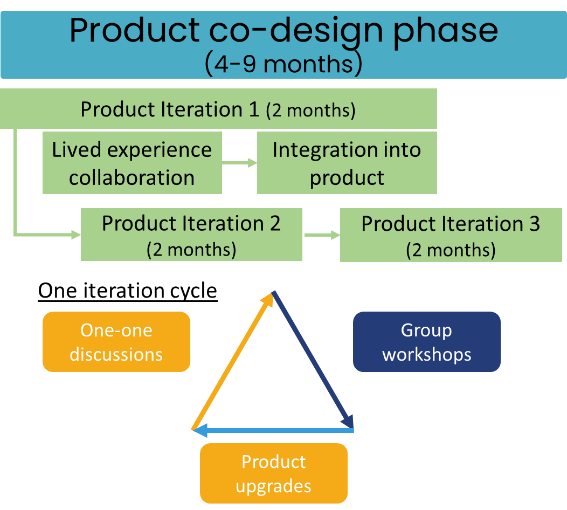 Product co-design phase
(4-9 months)
Product Iteration 1 (2 months)
Lived experience
collaboration
Integration into
product
Product Iteration 2
(2 months)
Product Iteration 3
(2 months)
One iteration cycle
One-one
discussions
Group
workshops
Product
upgrades